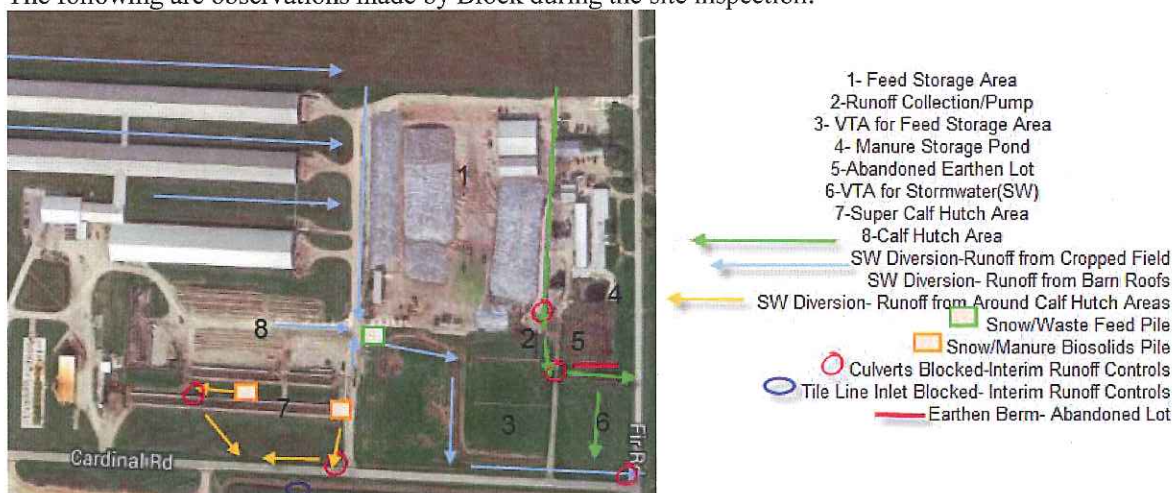 The following are observations made by Block during the site inspection:
1
2
3
4
5
6
7
8
Cardinal Rd
Fir Rd
1- Feed Storage Area
2-Runoff Collection/Pump
3- VTA for Feed Storage Area
4- Manure Storage Pond
5-Abandoned Earthen Lot
6-VTA for Stormwater(SW)
7-Super Calf Hutch Area
8-Calf Hutch Area
SW Diversion-Runoff from Cropped Field
SW Diversion- Runoff from Barn Roofs
SW Diversion- Runoff from Around Calf Hutch Areas
Snow/Waste Feed Pile
Snow/Manure Biosolids Pile
Culverts Blocked-Interim Runoff Controls
Tile Line Inlet Blocked- Interim Runoff Controls
Earthen Berm- Abandoned Lot